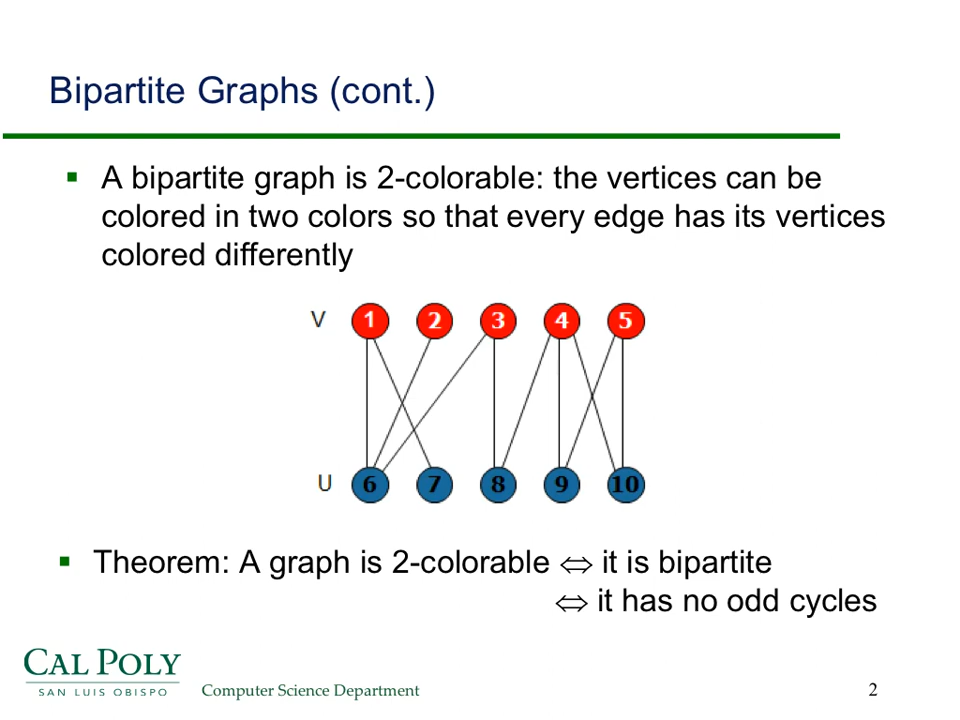 Bipartite Graphs (cont.)
▪ A bipartite graph is 2-colorable: the vertices can be
colored in two colors so that every edge has its vertices
colored differently
V 1 2 3 4 5
U 6 7 8 9 10
▪ Theorem: A graph is 2-colorable ⇔ it is bipartite
⇔ it has no odd cycles
CAL POLY
SAN LUIS OBISPO
Computer Science Department
2